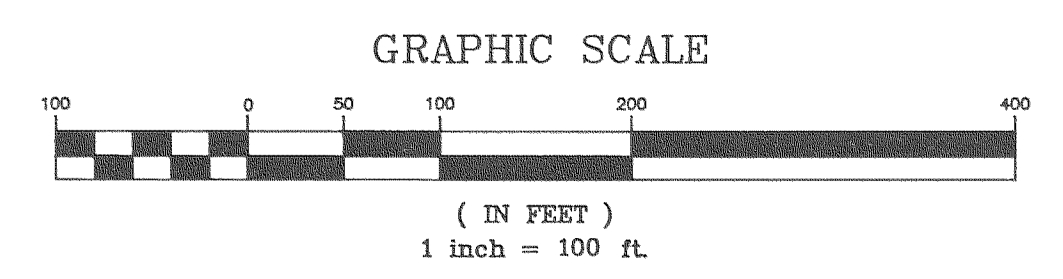 GRAPHIC SCALE
100 0 50 100 200 400
( IN FEET )
1 inch = 100 ft.